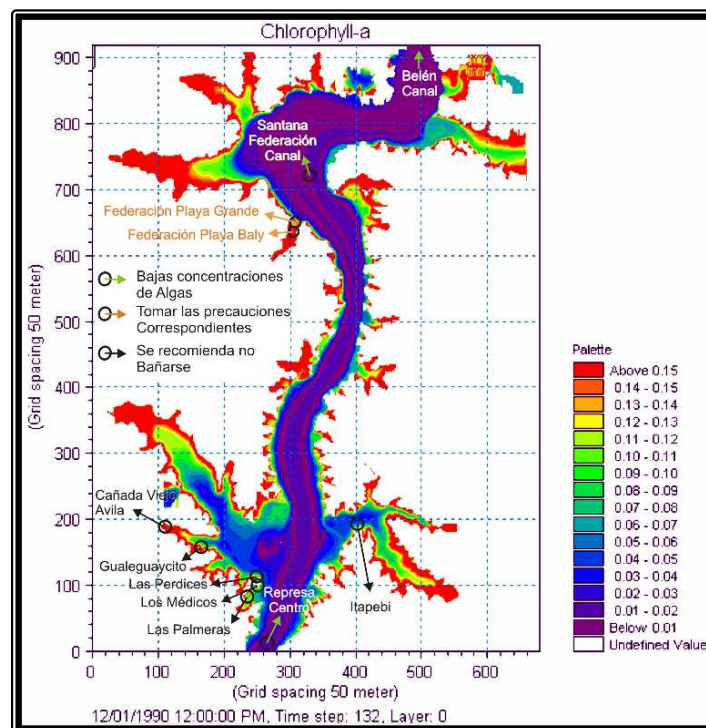 Chlorophyll-a
900
800
700
600
500
400
300
200
100
0
(Grid spacing 50 meter)
Belén
Canal
Santana
Federación
Canal
Federación Playa Grande
Federación Playa Baly
Bajas concentraciones
de Algas
Tomar las precauciones
Correspondientes
Se recomienda no
Bañarse
Cañada Viejo
Avila
Gualeguaycito
Las Perdices
Los Médicos
Las Palmeras
Represa
Centro
Itapebi
0 100 200 300 400 500 600
(Grid spacing 50 meter)
12/01/1990 12:00:00 PM, Time step: 132, Layer: 0
Palette
Above 0.15
0.14 - 0.15
0.13 - 0.14
0.12 - 0.13
0.11 - 0.12
0.10 - 0.11
0.09 - 0.10
0.08 - 0.09
0.07 - 0.08
0.06 - 0.07
0.05 - 0.06
0.04 - 0.05
0.03 - 0.04
0.02 - 0.03
0.01 - 0.02
Below 0.01
Undefined Value